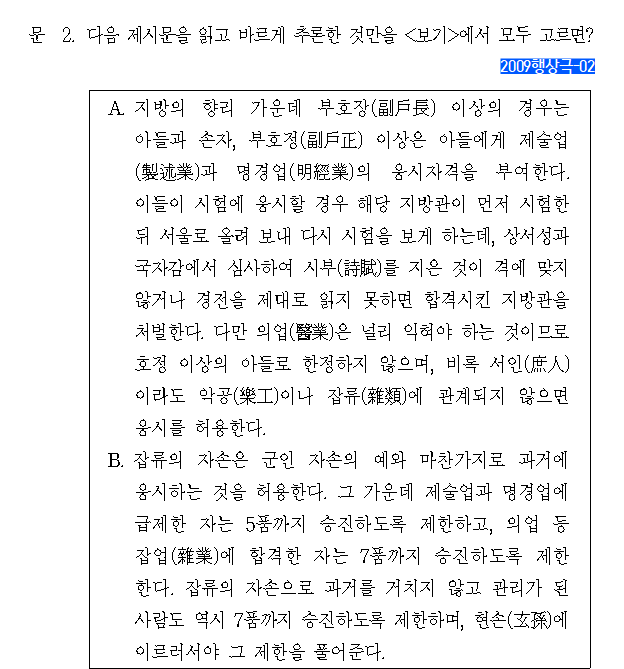 문 2. 다음 제시문을 읽고 바르게 추론한 것만을 <보기>에서 모두 고르면?
2009행상극-02
A. 지방의 향리 가운데 부호장(副戶長) 이상의 경우는
아들과 손자, 부호정(副戶正) 이상은 아들에게 제술업
(製述業)과 명경업(明經業)의 응시자격을 부여한다.
이들이 시험에 응시할 경우 해당 지방관이 먼저 시험한
뒤 서울로 올려 보내 다시 시험을 보게 하는데, 상서성과
국자감에서 심사하여 시부(詩賦)를 지은 것이 격에 맞지
않거나 경전을 제대로 읽지 못하면 합격시킨 지방관을
처벌한다. 다만 의업(醫業)은 널리 익혀야 하는 것이므로
호정 이상의 아들로 한정하지 않으며, 비록 서인(庶人)
이라도 악공(樂工)이나 잡류(雜類)에 관계되지 않으면
응시를 허용한다.
B. 잡류의 자손은 군인 자손의 예와 마찬가지로 과거에
응시하는 것을 허용한다. 그 가운데 제술업과 명경업에
급제한 자는 5품까지 승진하도록 제한하고, 의업 등
잡업(雜業)에 합격한 자는 7품까지 승진하도록 제한
한다. 잡류의 자손으로 과거를 거치지 않고 관리가 된
사람도 역시 7품까지 승진하도록 제한하며, 현손(玄孫)에
이르러서야 그 제한을 풀어준다.